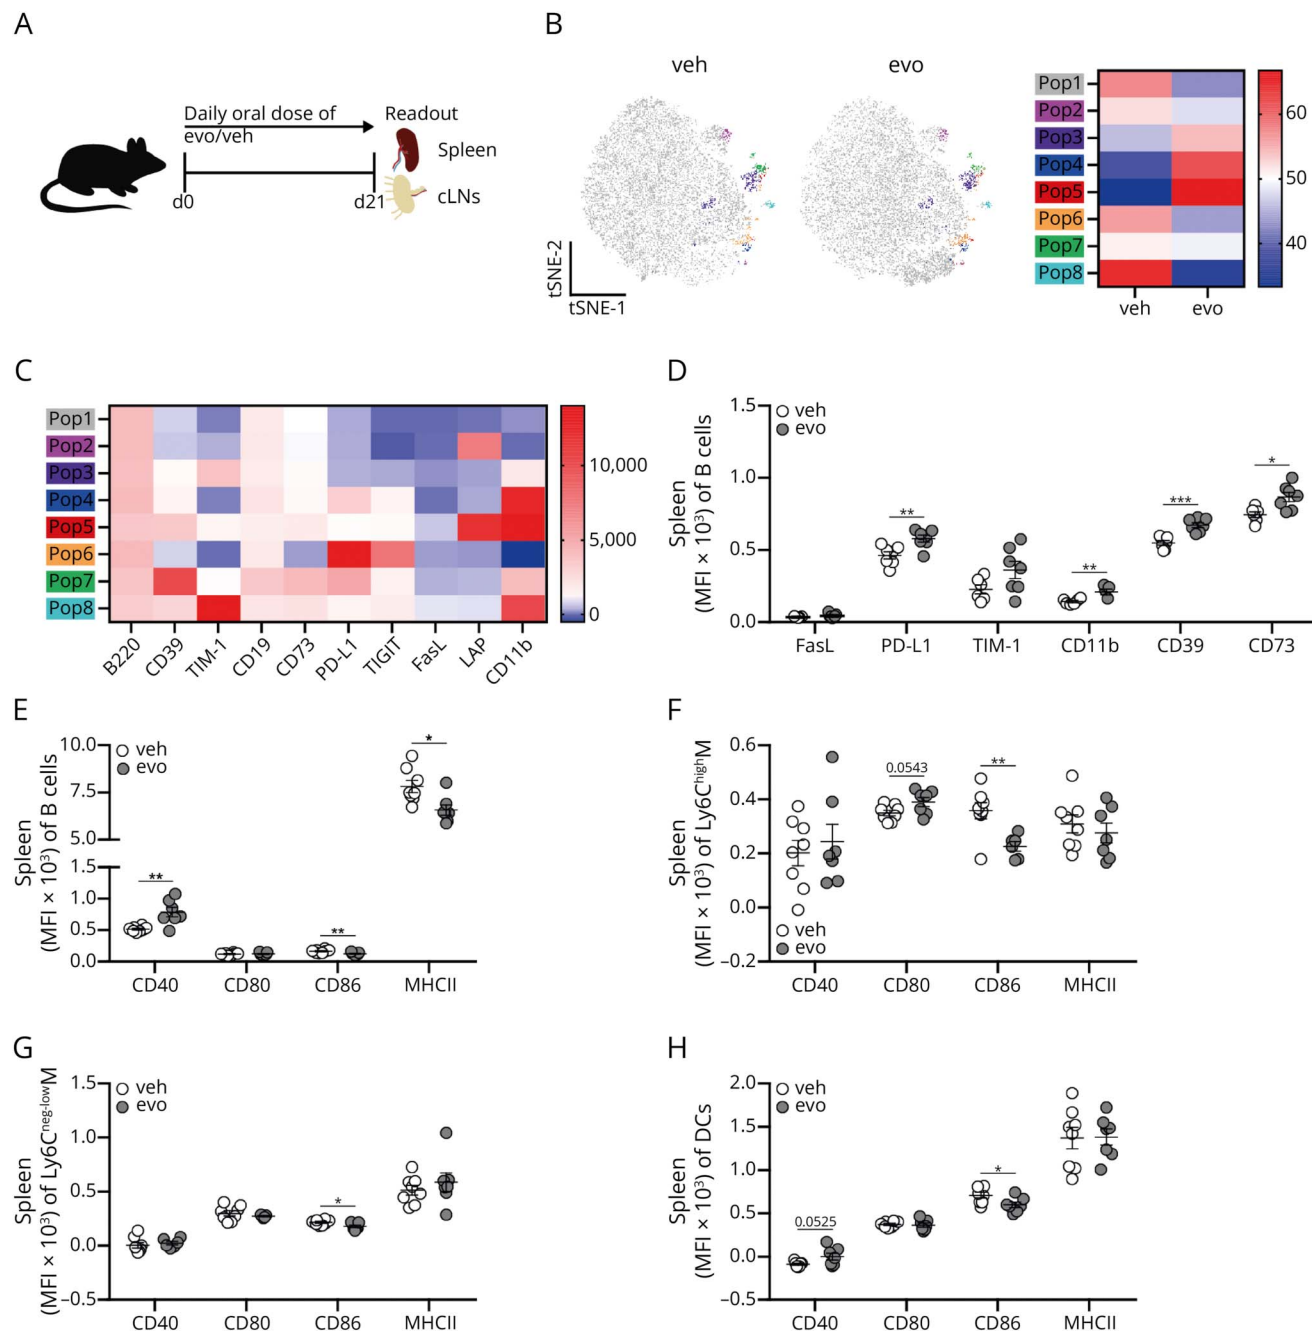 A
Daily oral dose of
evo/veh
Readout
Spleen
cLNs
d0
d21
B
veh
evo
tSNE-2
tSNE-1
Pop1
Pop2
Pop3
Pop4
Pop5
Pop6
Pop7
Pop8
veh
evo
60
50
40
C
Pop1
Pop2
Pop3
Pop4
Pop5
Pop6
Pop7
Pop8
B220
CD39
TIM-1
CD19
CD73
PD-L1
TIGIT
FasL
LAP
CD11b
10,000
5,000
0
D
Spleen
(MFI × 10³) of B cells
1.5
1.0
0.5
0.0
veh
evo
**
**
***
*
FasL
PD-L1
TIM-1
CD11b
CD39
CD73
E
Spleen
(MFI × 10³) of B cells
10.0
7.5
5.0
1.5
1.0
0.5
0.0
veh
evo
**
**
*
CD40
CD80
CD86
MHCII
F
Spleen
(MFI × 10³) of Ly6CʰⁱᵍʰM
0.6
0.4
0.2
0.0
−0.2
0.0543
**
veh
evo
CD40
CD80
CD86
MHCII
G
Spleen
(MFI × 10³) of Ly6Cⁿᵉᵍ⁻ˡᵒʷM
1.5
1.0
0.5
0.0
−0.5
veh
evo
*
CD40
CD80
CD86
MHCII
H
Spleen
(MFI × 10³) of DCs
2.0
1.5
1.0
0.5
0.0
−0.5
veh
evo
0.0525
*
CD40
CD80
CD86
MHCII